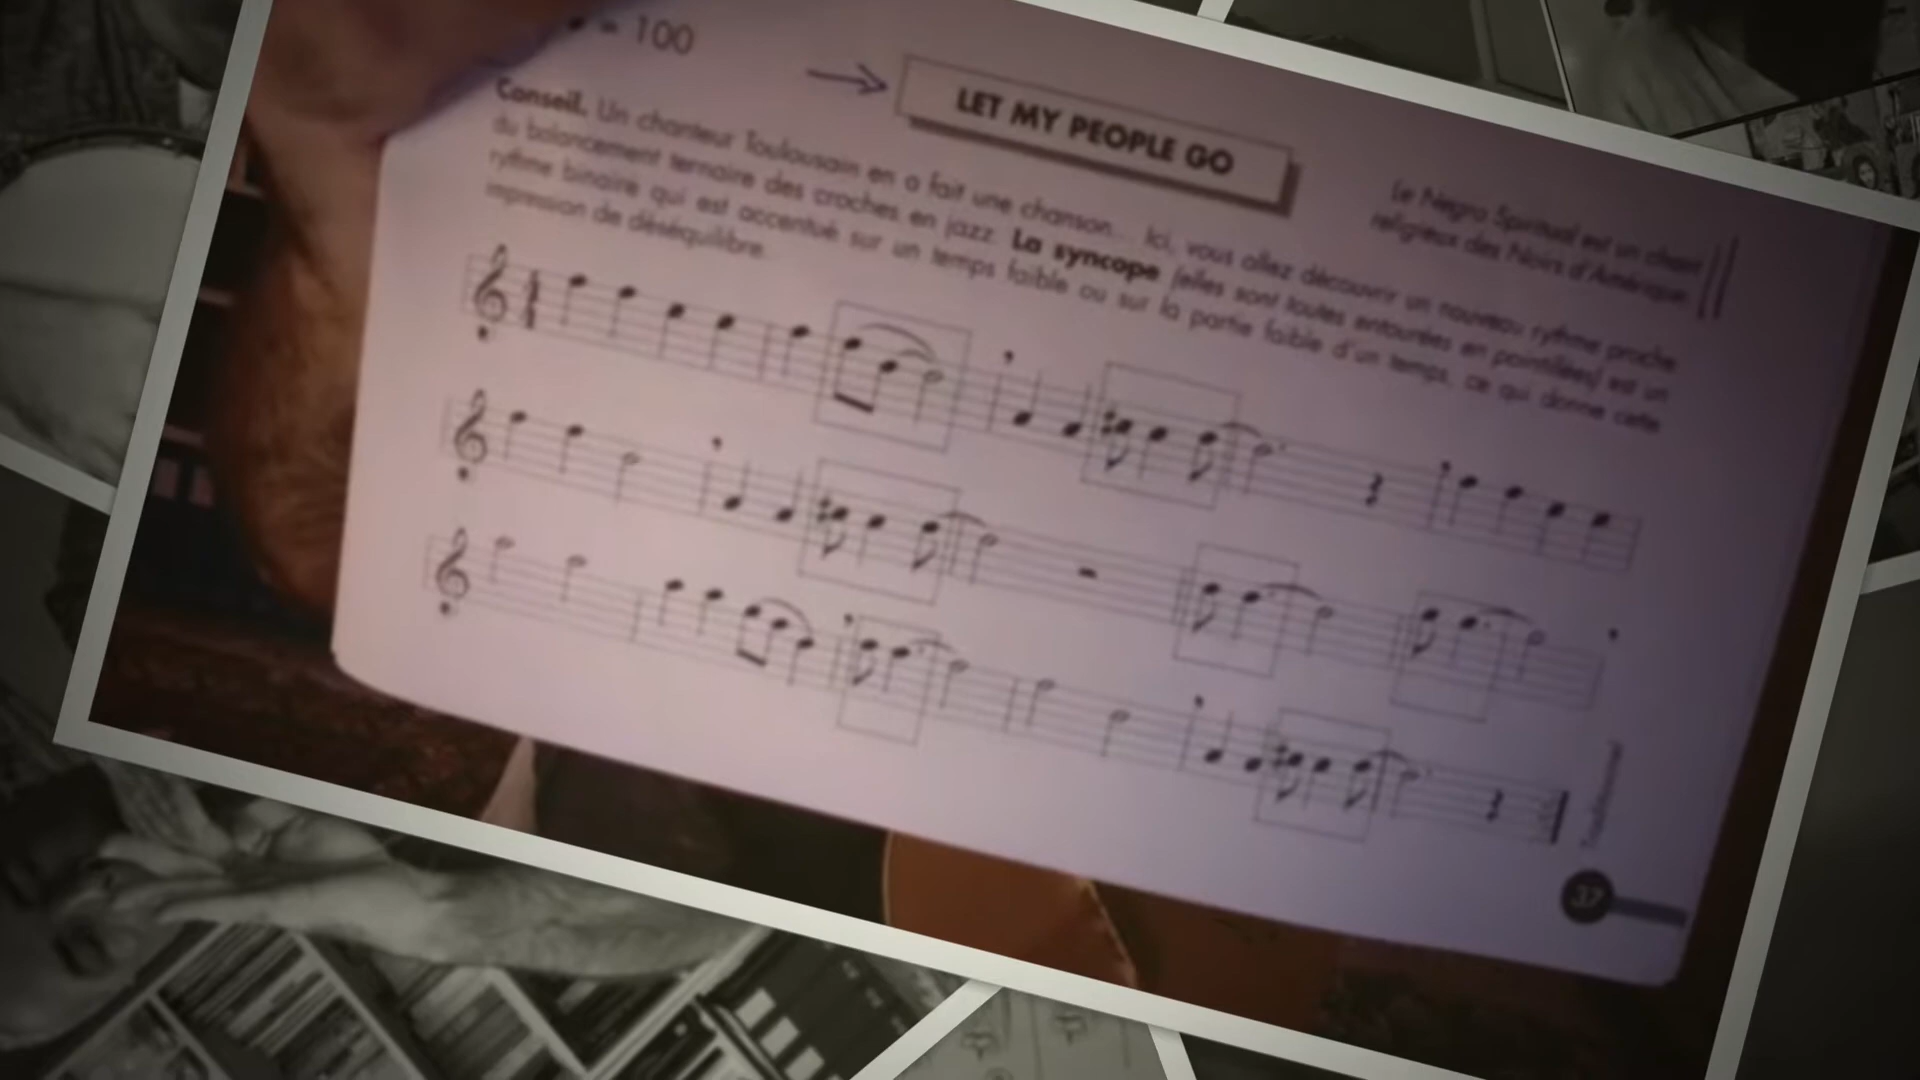 = 100
LET MY PEOPLE GO
Le Negro Spiritual est un chant
religieux des Noirs d'Amérique
Conseil. Un chanteur Toulousain en a fait une chanson... Ici, vous allez découvrir un nouveau rythme proche
du balancement ternaire des croches en jazz. La syncope (elles sont toutes entourées en pointillées) est un
rythme binaire qui est accentué sur un temps faible ou sur la partie faible d'un temps, ce qui donne cette
impression de déséquilibre.
Traditionnel
37